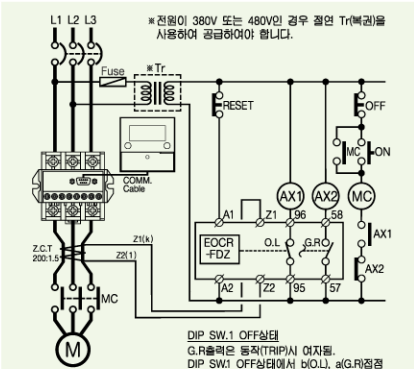 L1 L2 L3
※전원이 380V 또는 480V인 경우 절연 Tr(복권)을
사용하여 공급하여야 합니다.
Fuse
※Tr
RESET
OFF
MC
ON
COMM.
Cable
AX1
AX2
MC
A1
Z1
96
58
Z.C.T
200:1.5
Z1(k)
Z2(1)
EOCR
-FDZ
O.L
G.R
AX1
AX2
A2
Z2
95
57
MC
M
DIP SW.1 OFF상태
G.R출력은 동작(TRIP)시 여자됨.
DIP SW1 OFF상태에서 b(O.L), a(G.R)접점